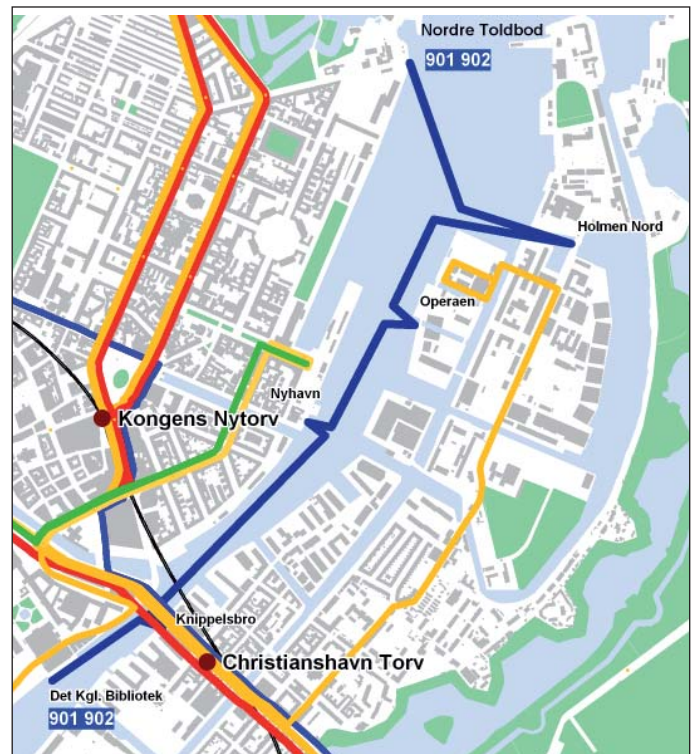 Nordre Toldbod
901 902
Holmen Nord
Operaen
Nyhavn
Kongens Nytorv
Knippelsbro
Christianshavn Torv
Det Kgl. Bibliotek
901 902